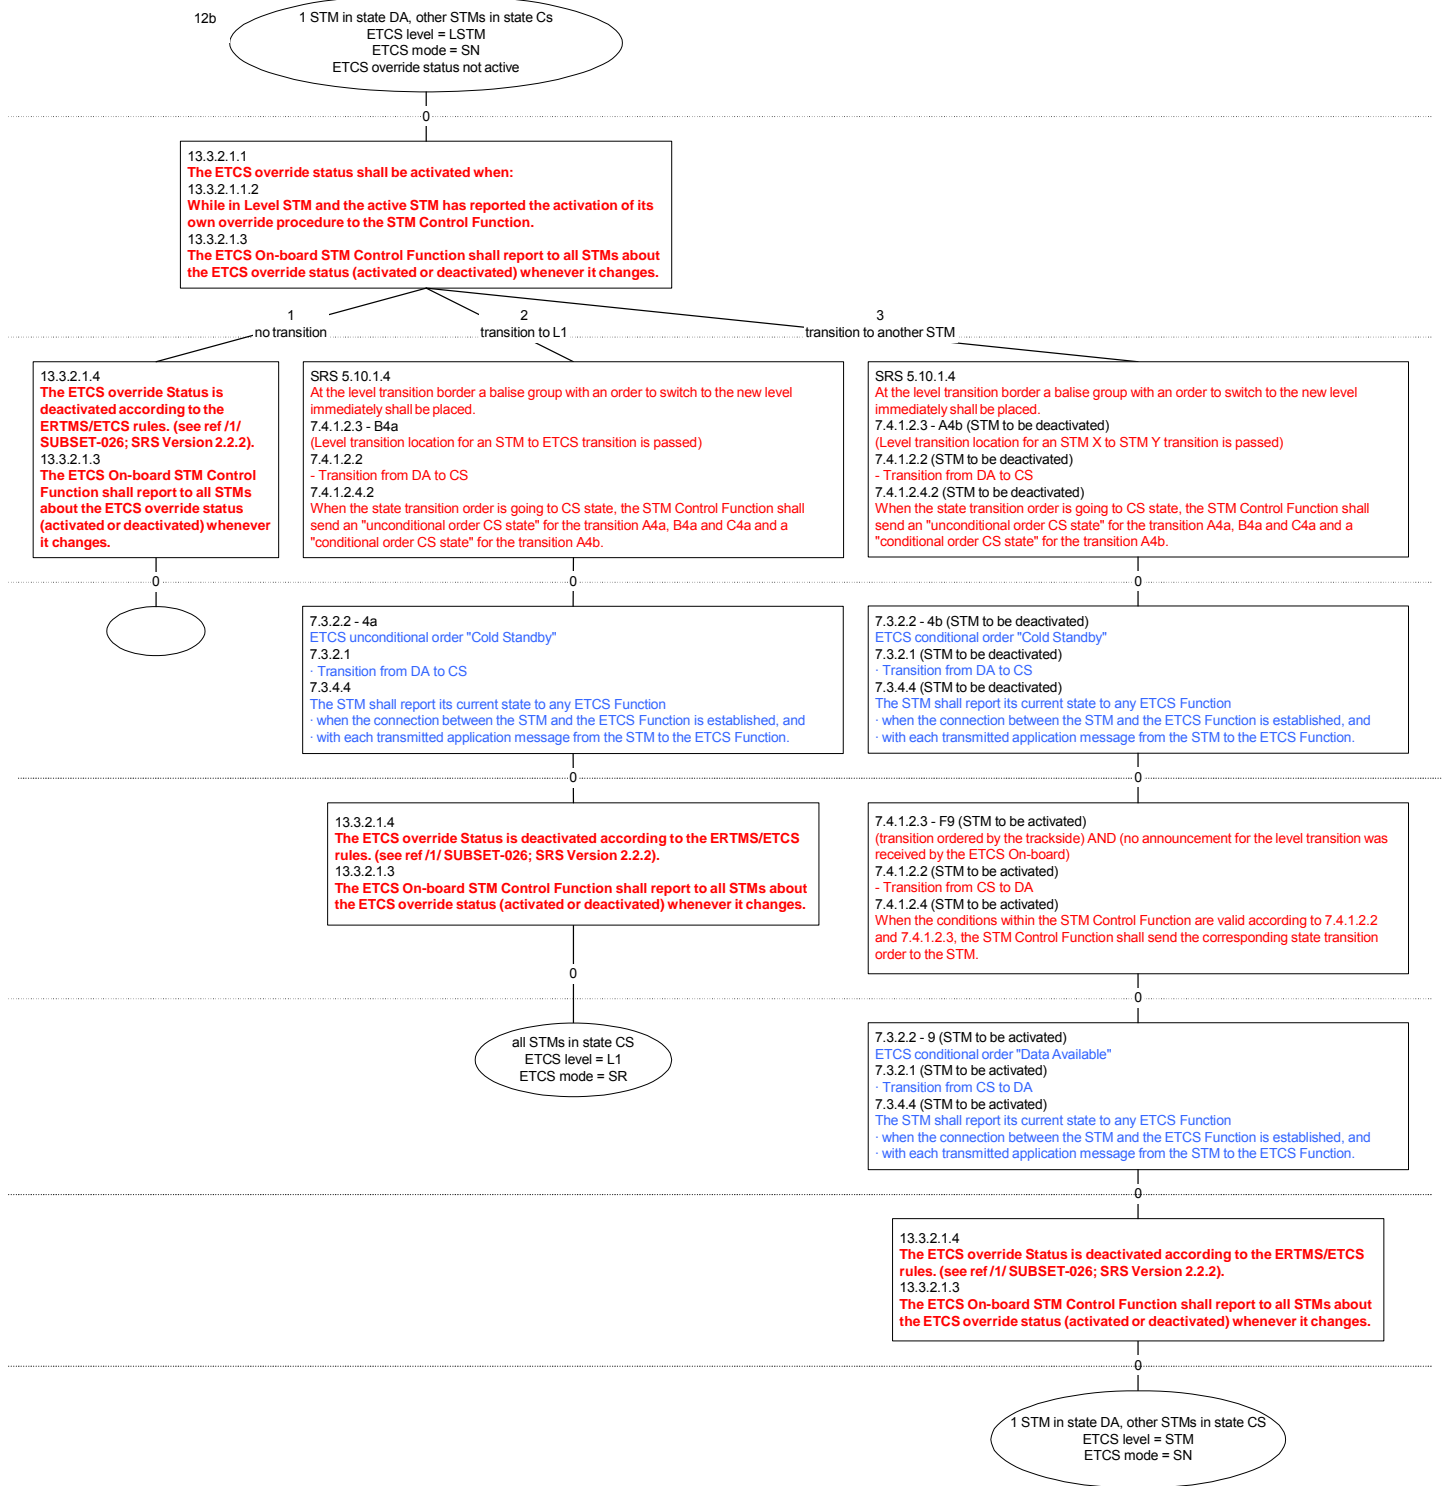 12b
1 STM in state DA, other STMs in state Cs
ETCS level = LSTM
ETCS mode = SN
ETCS override status not active
0
13.3.2.1.1
The ETCS override status shall be activated when:
13.3.2.1.1.2
While in Level STM and the active STM has reported the activation of its
own override procedure to the STM Control Function.
13.3.2.1.3
The ETCS On-board STM Control Function shall report to all STMs about
the ETCS override status (activated or deactivated) whenever it changes.
1
no transition
2
transition to L1
3
transition to another STM
13.3.2.1.4
The ETCS override Status is
deactivated according to the
ERTMS/ETCS rules. (see ref /1/
SUBSET-026; SRS Version 2.2.2).
13.3.2.1.3
The ETCS On-board STM Control
Function shall report to all STMs
about the ETCS override status
(activated or deactivated) whenever
it changes.
0
SRS 5.10.1.4
At the level transition border a balise group with an order to switch to the new level
immediately shall be placed.
7.4.1.2.3 - B4a
(Level transition location for an STM to ETCS transition is passed)
7.4.1.2.2
- Transition from DA to CS
7.4.1.2.4.2
When the state transition order is going to CS state, the STM Control Function shall
send an "unconditional order CS state" for the transition A4a, B4a and C4a and a
"conditional order CS state" for the transition A4b.
0
7.3.2.2 - 4a
ETCS unconditional order "Cold Standby"
7.3.2.1
· Transition from DA to CS
7.3.4.4
The STM shall report its current state to any ETCS Function
· when the connection between the STM and the ETCS Function is established, and
· with each transmitted application message from the STM to the ETCS Function.
0
13.3.2.1.4
The ETCS override Status is deactivated according to the ERTMS/ETCS
rules. (see ref /1/ SUBSET-026; SRS Version 2.2.2).
13.3.2.1.3
The ETCS On-board STM Control Function shall report to all STMs about
the ETCS override status (activated or deactivated) whenever it changes.
0
all STMs in state CS
ETCS level = L1
ETCS mode = SR
SRS 5.10.1.4
At the level transition border a balise group with an order to switch to the new level
immediately shall be placed.
7.4.1.2.3 - A4b (STM to be deactivated)
(Level transition location for an STM X to STM Y transition is passed)
7.4.1.2.2 (STM to be deactivated)
- Transition from DA to CS
7.4.1.2.4.2 (STM to be deactivated)
When the state transition order is going to CS state, the STM Control Function shall
send an "unconditional order CS state" for the transition A4a, B4a and C4a and a
"conditional order CS state" for the transition A4b.
0
7.3.2.2 - 4b (STM to be deactivated)
ETCS conditional order "Cold Standby"
7.3.2.1 (STM to be deactivated)
· Transition from DA to CS
7.3.4.4 (STM to be deactivated)
The STM shall report its current state to any ETCS Function
· when the connection between the STM and the ETCS Function is established, and
· with each transmitted application message from the STM to the ETCS Function.
0
7.4.1.2.3 - F9 (STM to be activated)
(transition ordered by the trackside) AND (no announcement for the level transition was
received by the ETCS On-board)
7.4.1.2.2 (STM to be activated)
- Transition from CS to DA
7.4.1.2.4 (STM to be activated)
When the conditions within the STM Control Function are valid according to 7.4.1.2.2
and 7.4.1.2.3, the STM Control Function shall send the corresponding state transition
order to the STM.
0
7.3.2.2 - 9 (STM to be activated)
ETCS conditional order "Data Available"
7.3.2.1 (STM to be activated)
· Transition from CS to DA
7.3.4.4 (STM to be activated)
The STM shall report its current state to any ETCS Function
· when the connection between the STM and the ETCS Function is established, and
· with each transmitted application message from the STM to the ETCS Function.
0
13.3.2.1.4
The ETCS override Status is deactivated according to the ERTMS/ETCS
rules. (see ref /1/ SUBSET-026; SRS Version 2.2.2).
13.3.2.1.3
The ETCS On-board STM Control Function shall report to all STMs about
the ETCS override status (activated or deactivated) whenever it changes.
0
1 STM in state DA, other STMs in state CS
ETCS level = STM
ETCS mode = SN